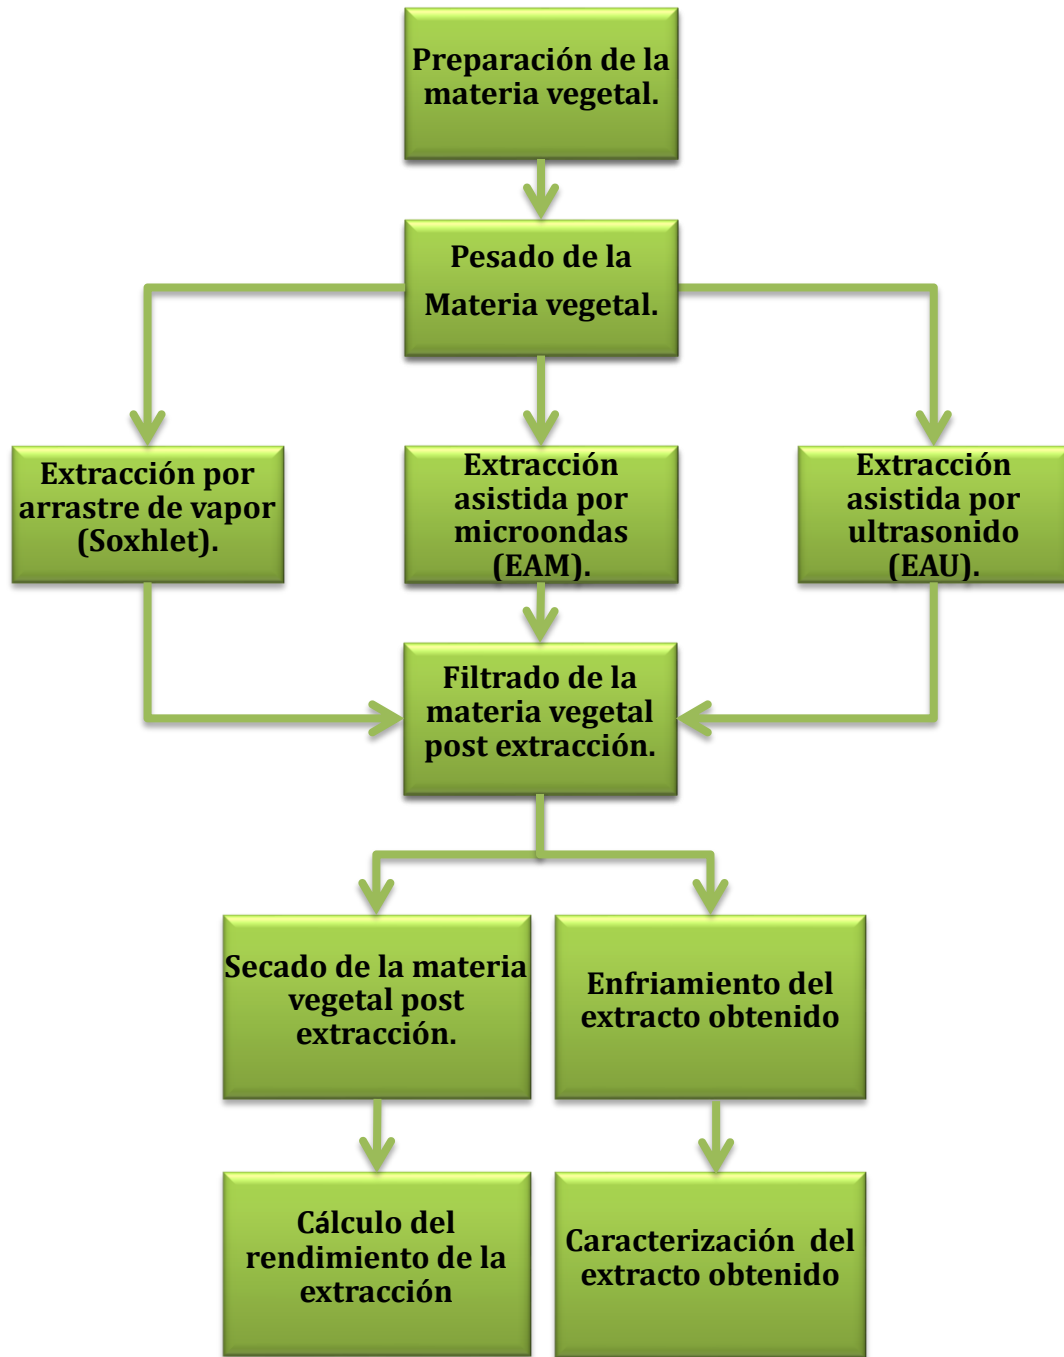 Preparación de la
materia vegetal.
Pesado de la
Materia vegetal.
Extracción por
arrastre de vapor
(Soxhlet).
Extracción
asistida por
microondas
(EAM).
Extracción
asistida por
ultrasonido
(EAU).
Filtrado de la
materia vegetal
post extracción.
Secado de la materia
vegetal post
extracción.
Enfriamiento del
extracto obtenido
Cálculo del
rendimiento de la
extracción
Caracterización del
extracto obtenido